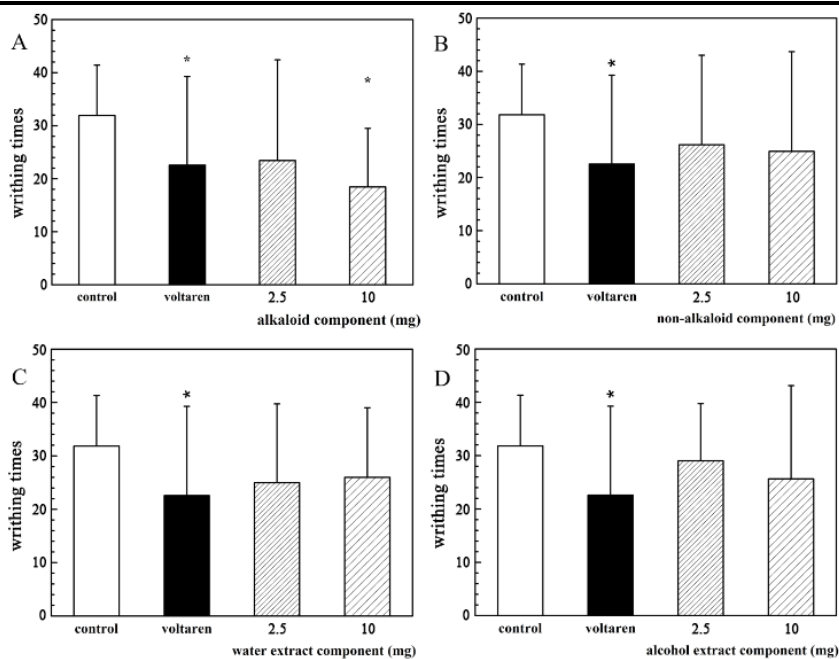 A
50
40
30
20
10
0
writhing times
*
*
control voltaren 2.5 10
alkaloid component (mg)
B
50
40
30
20
10
0
writhing times
*
control voltaren 2.5 10
non-alkaloid component (mg)
C
50
40
30
20
10
0
writhing times
*
control voltaren 2.5 10
water extract component (mg)
D
50
40
30
20
10
0
writhing times
*
control voltaren 2.5 10
alcohol extract component (mg)